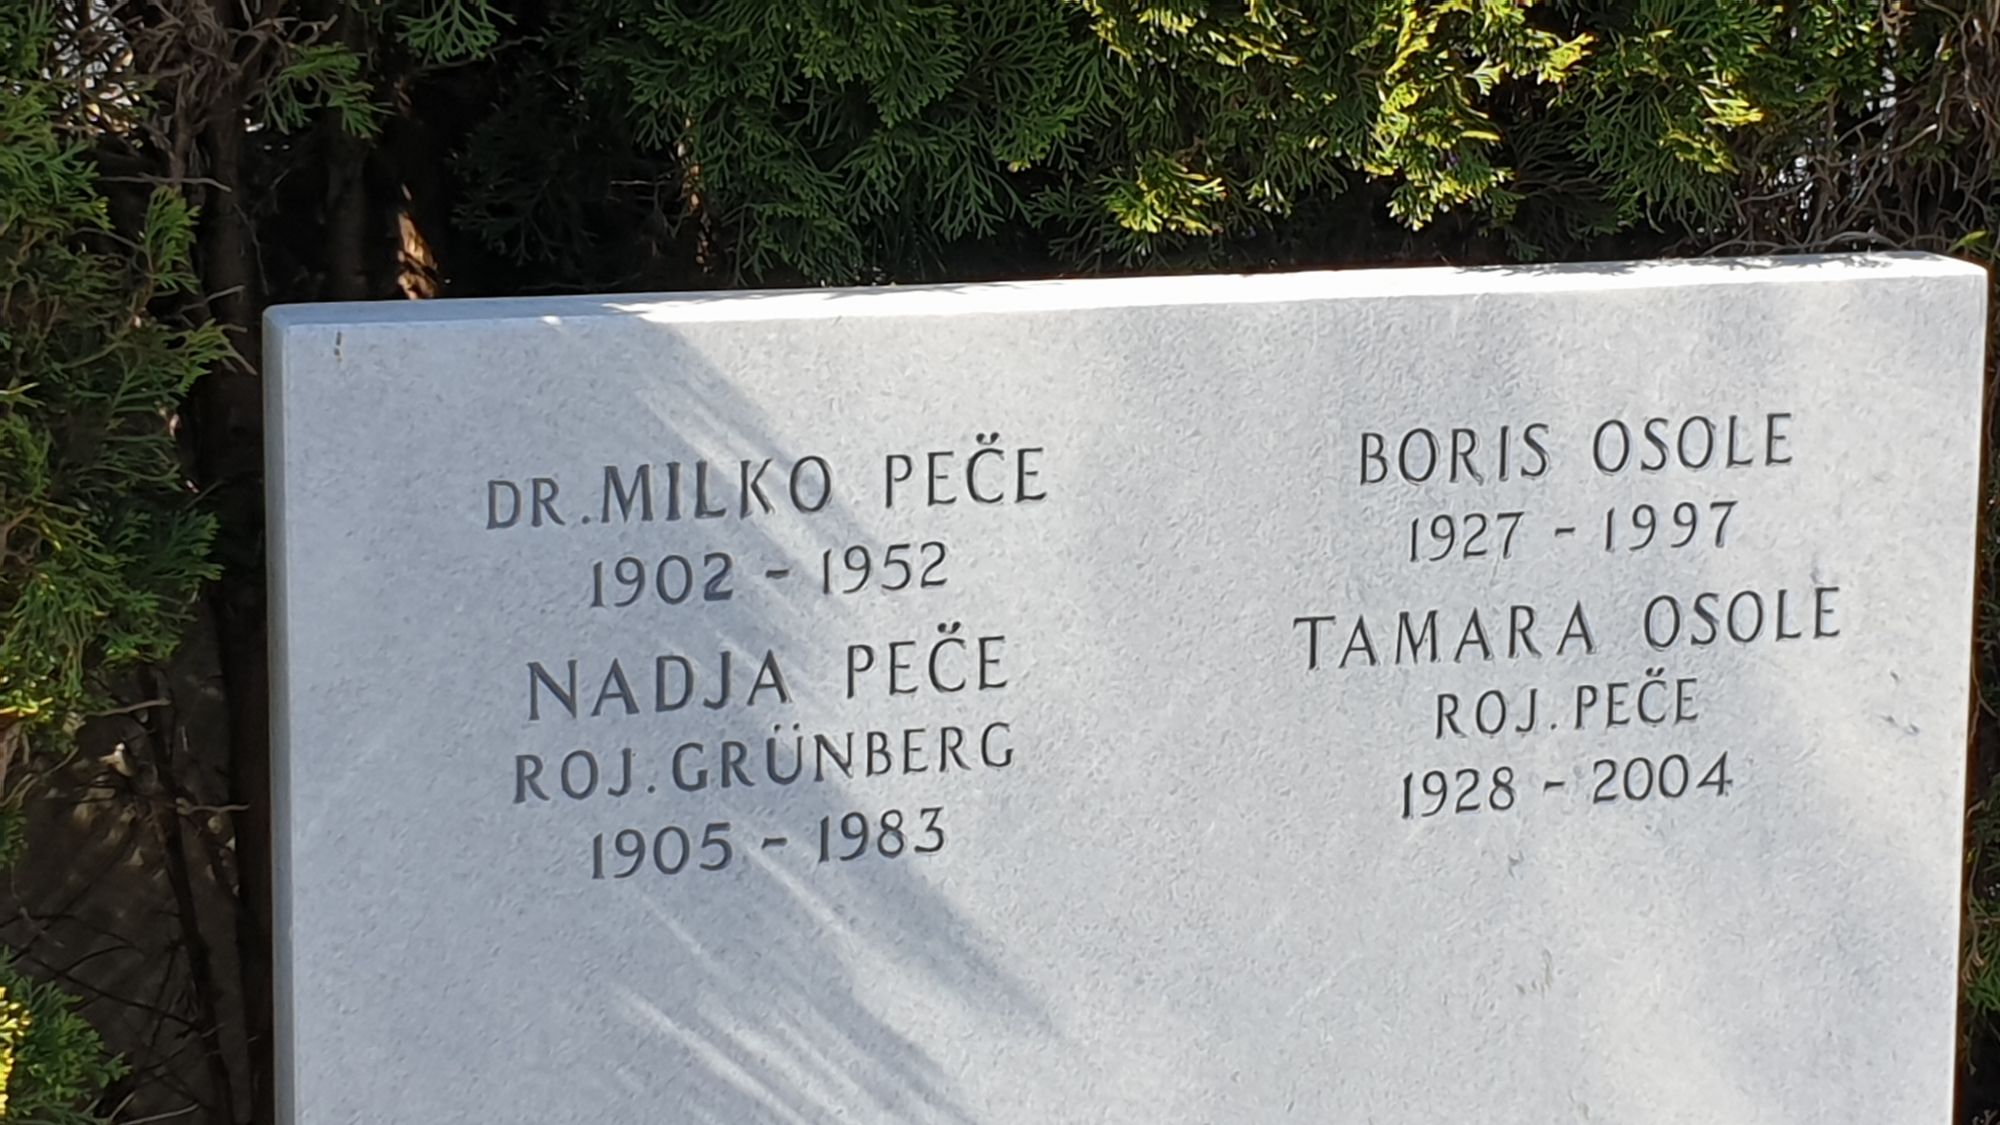 DR. MILKO PEČE
1902 - 1952
NADJA PEČE
ROJ. GRÜNBERG
1905 - 1983
BORIS OSOLE
1927 - 1997
TAMARA OSOLE
ROJ. PEČE
1928 - 2004